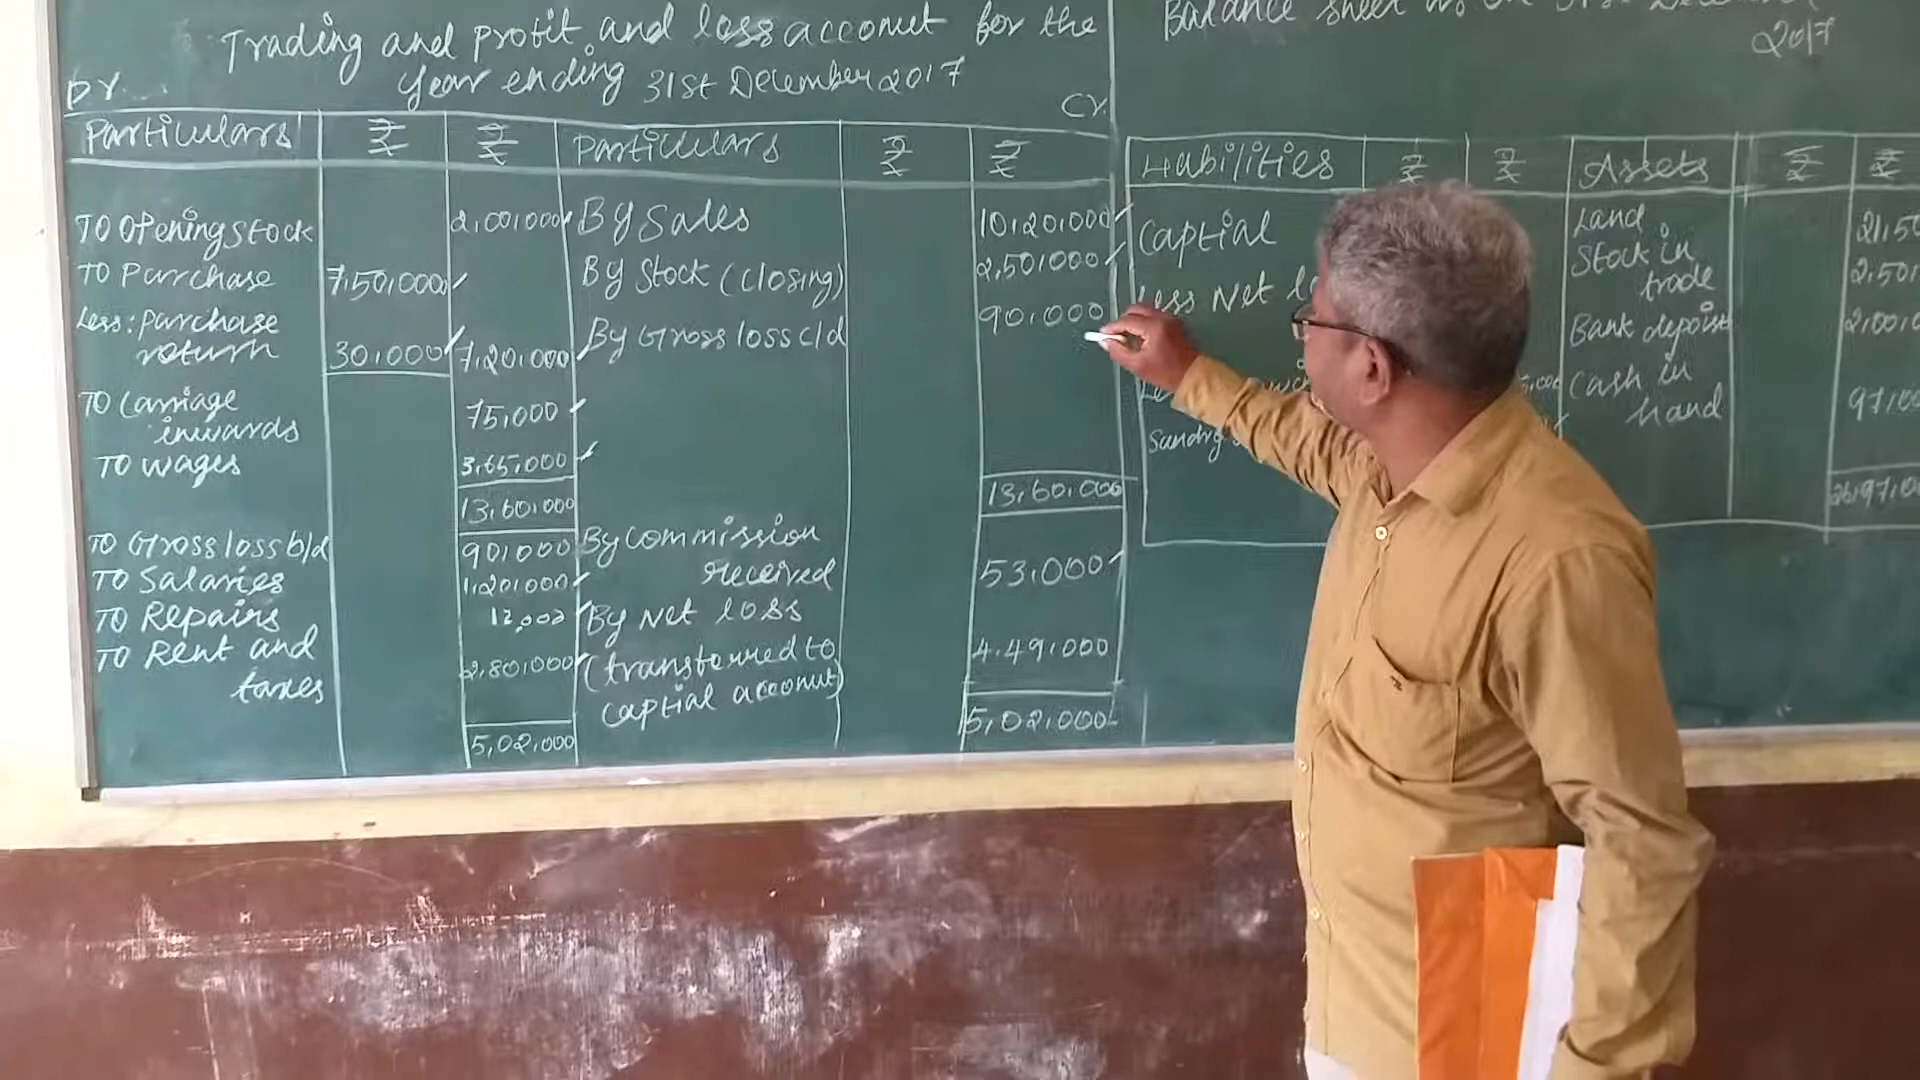 Trading and profit and loss account for the
Year ending 31st December 2017
Dr.
Cr.
Particulars ₹ ₹ Particulars ₹ ₹
TO Opening stock 2,00,000 By Sales 10,20,000
TO Purchase 7,50,000 By Stock (closing) 2,50,000
Less: purchase
return 30,000 7,20,000 By Gross loss c/d 90,000
TO Carriage
inwards 75,000
TO wages 3,65,000
13,60,000 13,60,000
TO Gross loss b/d 90,000 By commission
received 53,000
TO Salaries 1,20,000
TO Repairs 12,000 By Net loss
TO Rent and
taxes 2,80,000 (transferred to
captial account) 4,49,000
5,02,000 5,02,000
Balance sheet as on 31st December
2017
Liabilities ₹ ₹ Assets ₹ ₹
Captial Land 21,50
Less Net Stock in
trade 2,50,
Bank depoist 2,00,0
Cash in
hand 97,00
Sundry
26,97,0